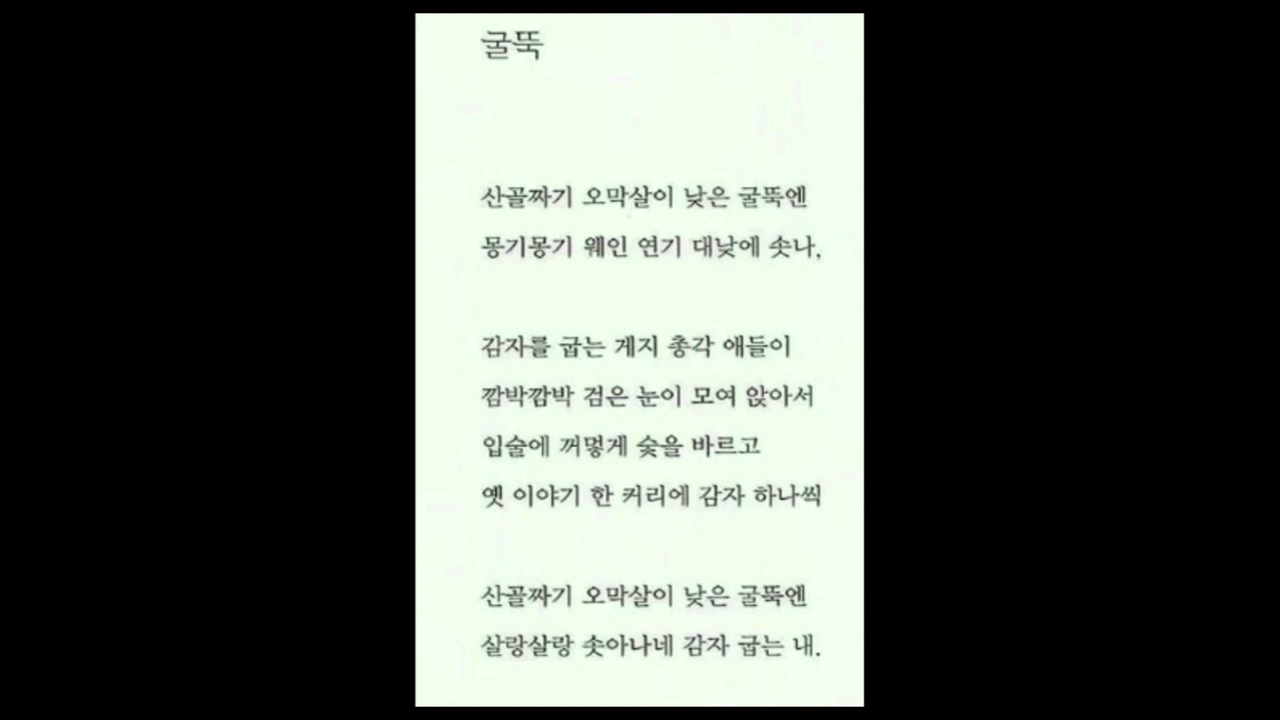 굴뚝
산골짜기 오막살이 낮은 굴뚝엔
몽기몽기 웨인 연기 대낮에 솟나,
감자를 굽는 게지 총각 애들이
깜박깜박 검은 눈이 모여 앉아서
입술에 꺼멓게 숯을 바르고
옛 이야기 한 커리에 감자 하나씩
산골짜기 오막살이 낮은 굴뚝엔
살랑살랑 솟아나네 감자 굽는 내.